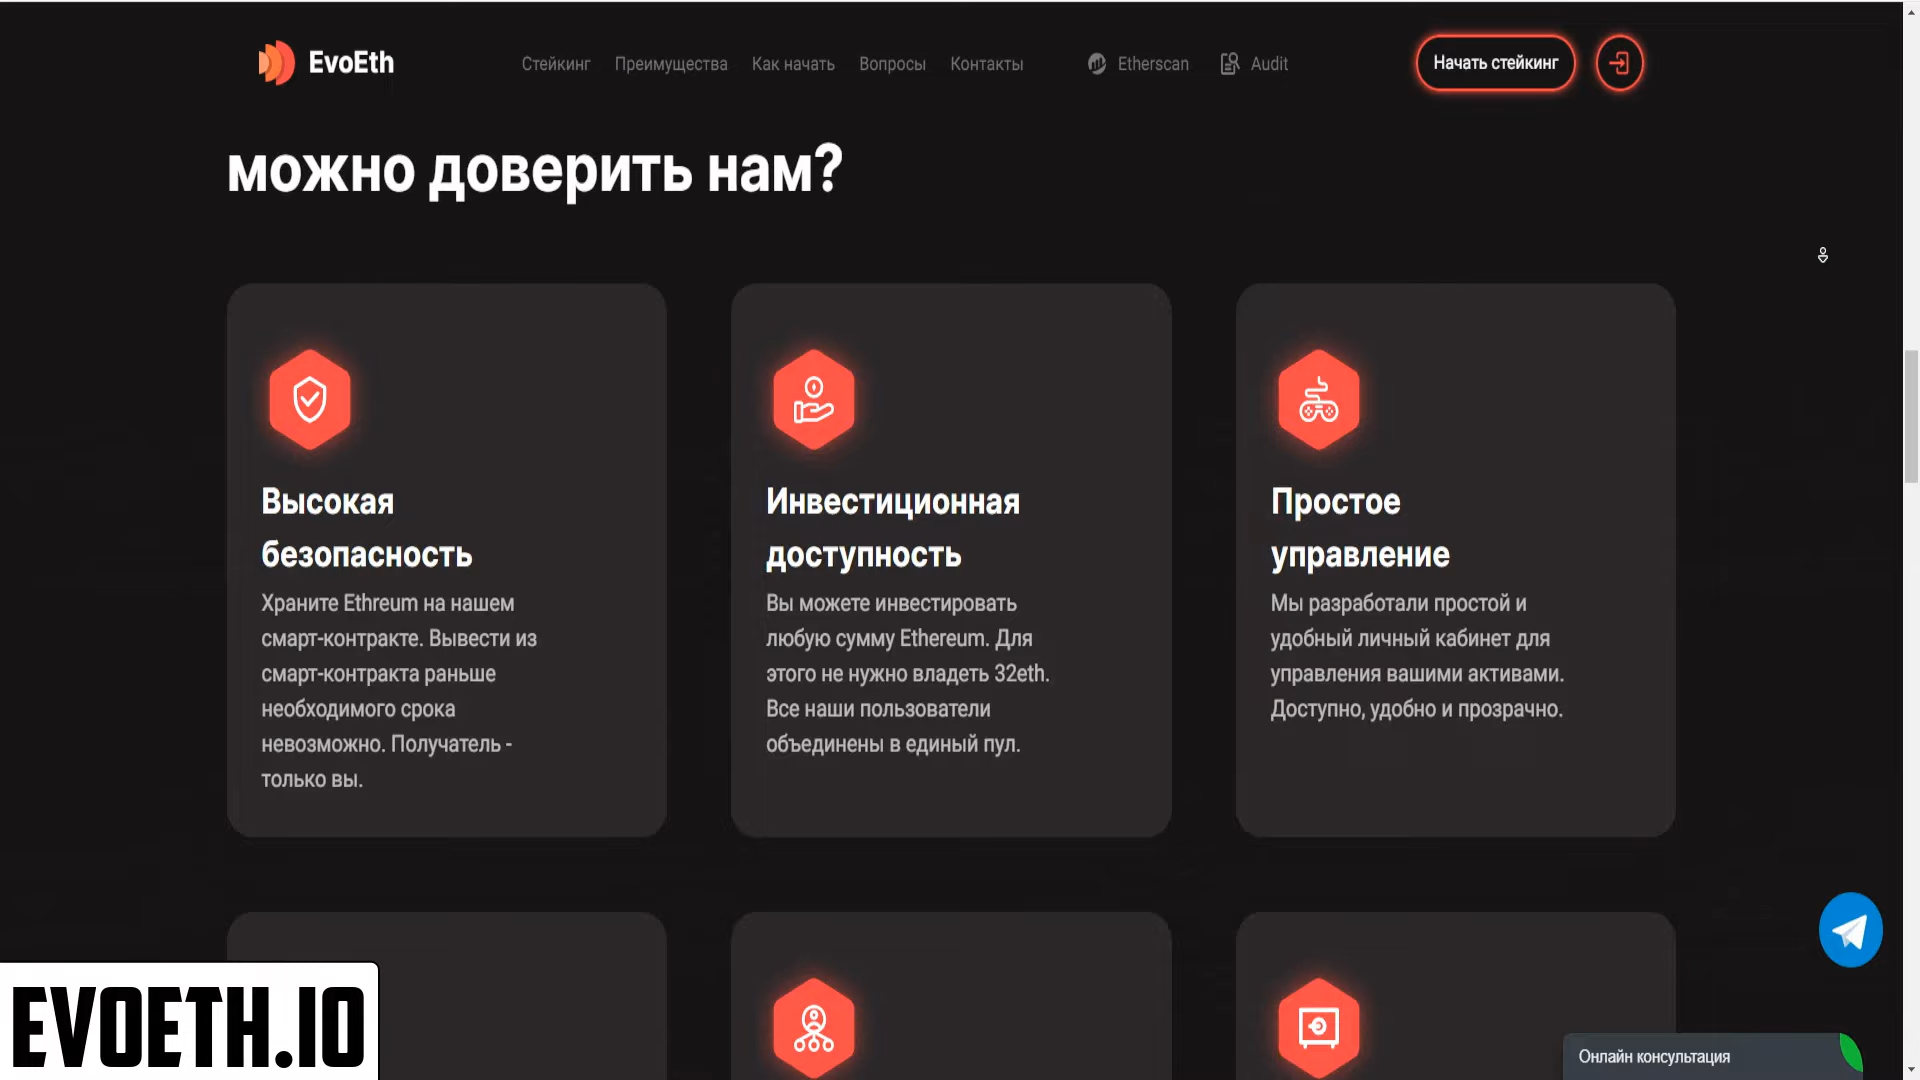 EvoEth
Стейкинг
Преимущества
Как начать
Вопросы
Контакты
Etherscan
Audit
Начать стейкинг
можно доверить нам?
Высокая
безопасность
Храните Ethreum на нашем
смарт-контракте. Вывести из
смарт-контракта раньше
необходимого срока
невозможно. Получатель -
только вы.
Инвестиционная
доступность
Вы можете инвестировать
любую сумму Ethereum. Для
этого не нужно владеть 32eth.
Все наши пользователи
объединены в единый пул.
Простое
управление
Мы разработали простой и
удобный личный кабинет для
управления вашими активами.
Доступно, удобно и прозрачно.
EVOETH.IO
Онлайн консультация